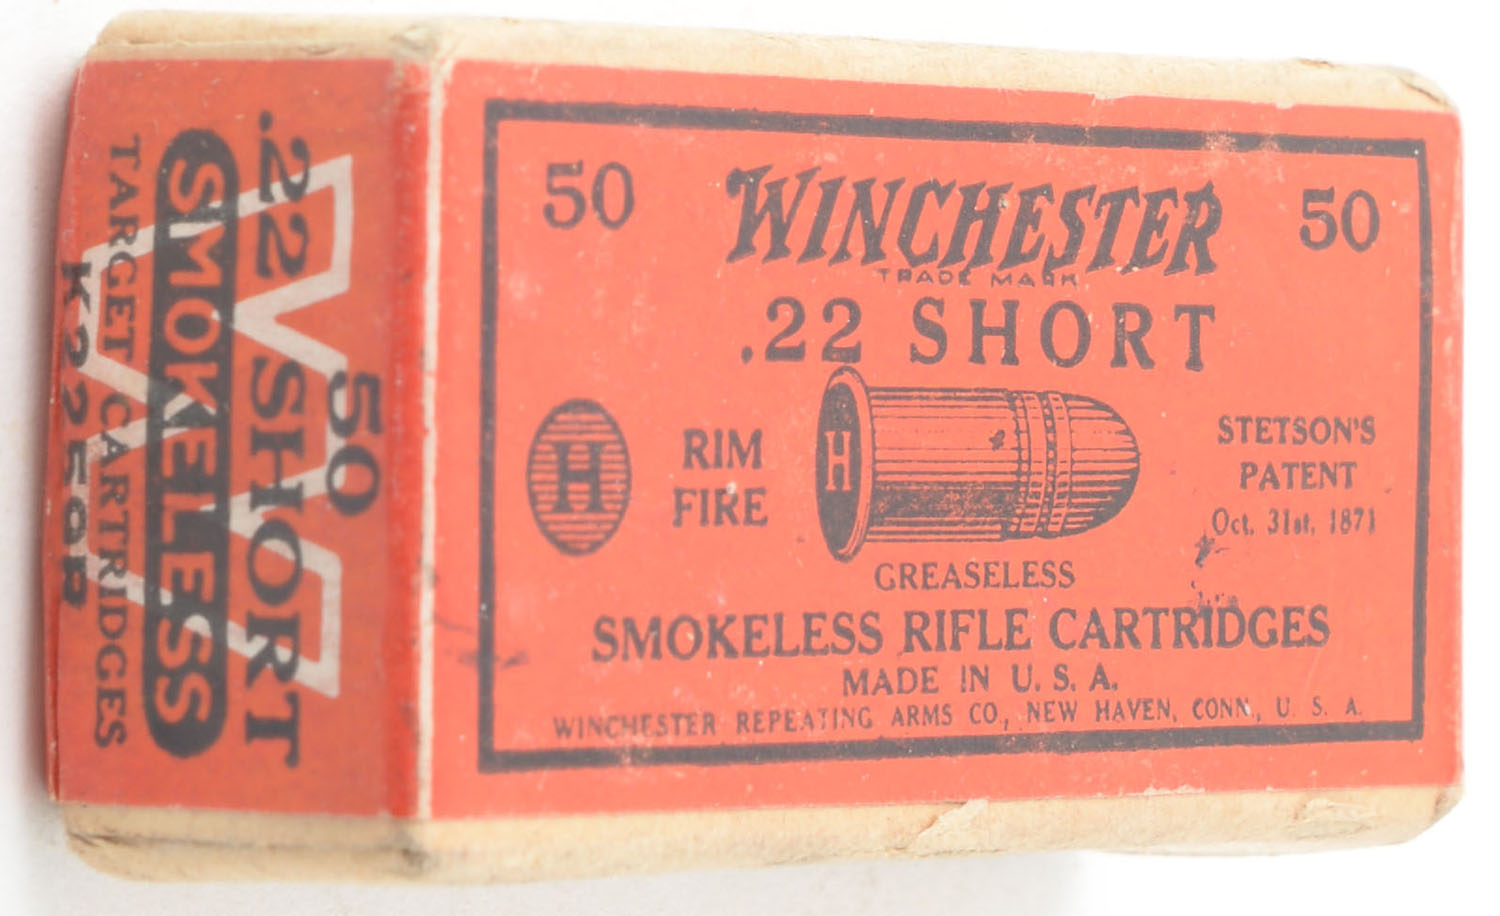 50 WINCHESTER 50
TRADE MARK
.22 SHORT
H
RIM
FIRE
H
STETSON'S
PATENT
Oct. 31st, 1871
GREASELESS
SMOKELESS RIFLE CARTRIDGES
MADE IN U. S. A.
WINCHESTER REPEATING ARMS CO., NEW HAVEN, CONN., U. S. A.
50
.22 SHORT
SMOKELESS
TARGET CARTRIDGES